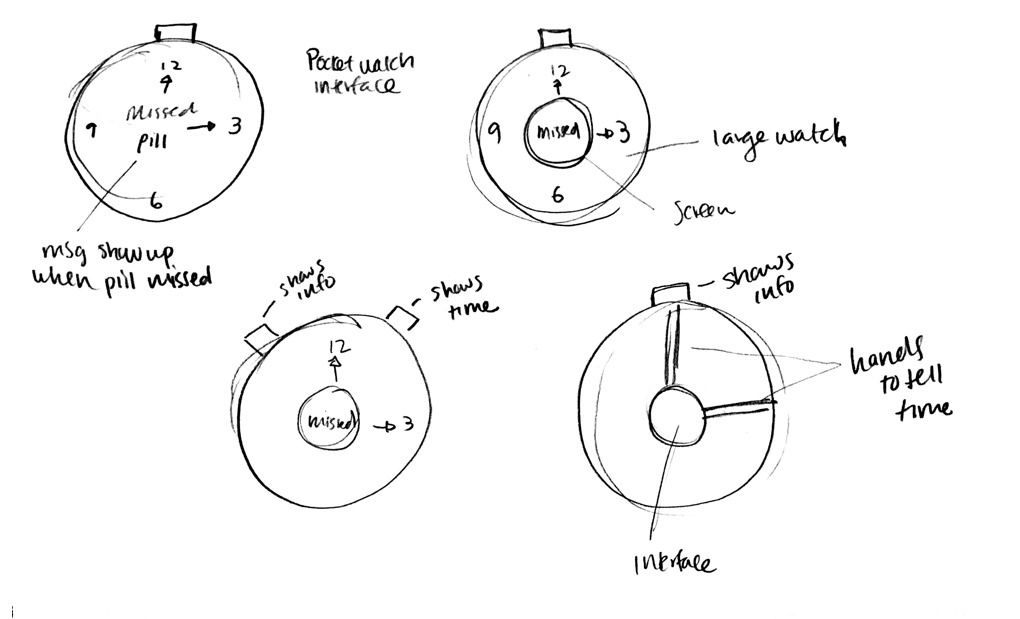 12
Missed
pill
9
3
6
msg show up
when pill missed
Pocket watch
interface
12
9
missed
3
6
large watch
screen
shows
info
shows
time
12
missed
3
shows
info
hands
to tell
time
interface